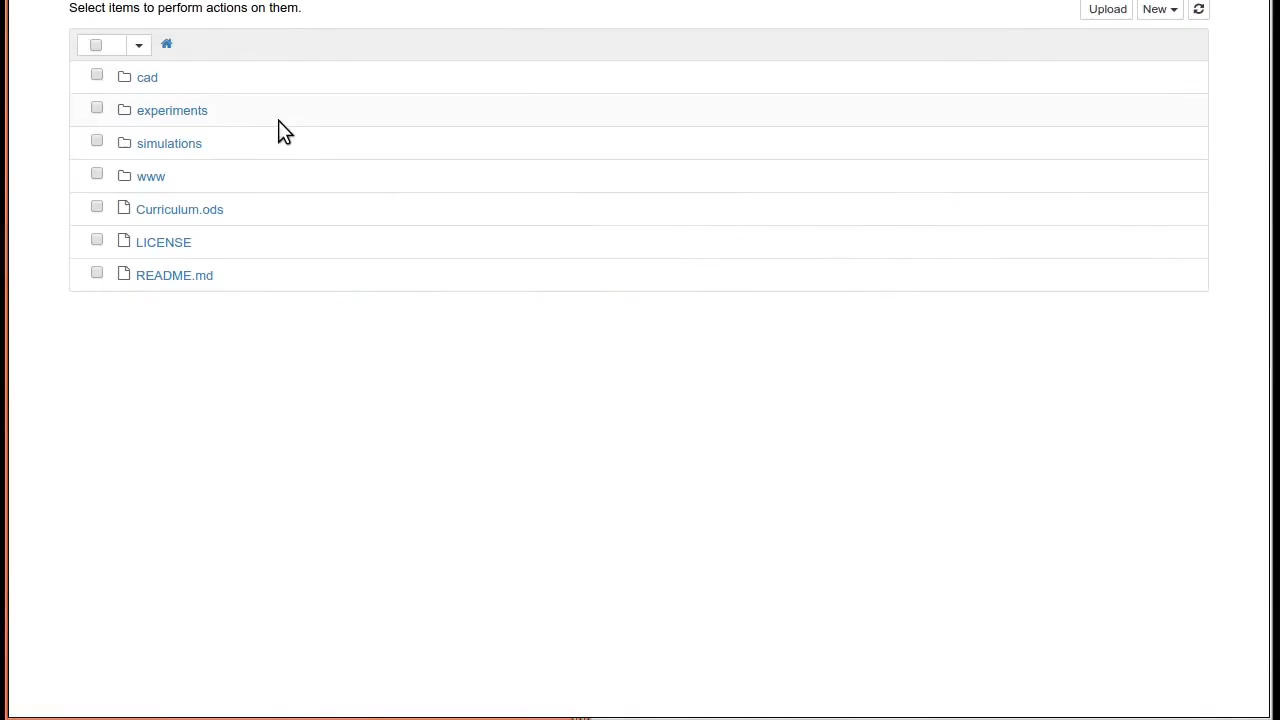 Select items to perform actions on them.
Upload New
cad
experiments
simulations
www
Curriculum.ods
LICENSE
README.md